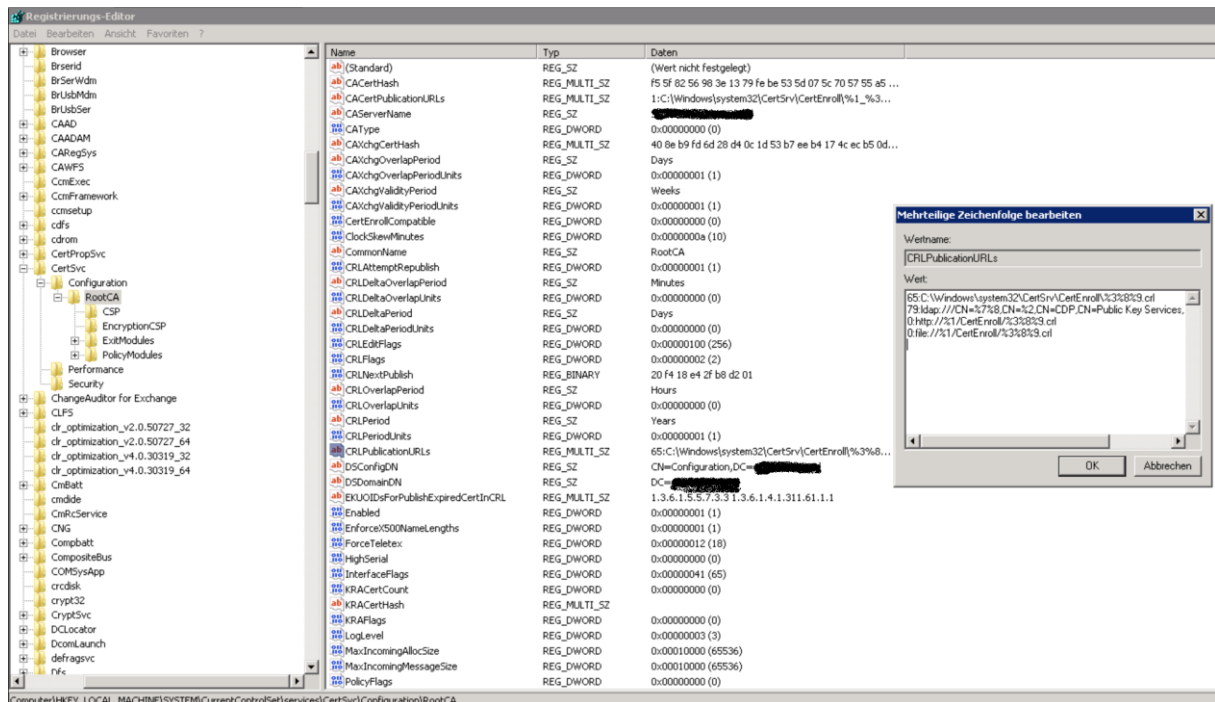 Registrierungs-Editor
Datei Bearbeiten Ansicht Favoriten ?
Browser
Brserid
BrSerWdm
BrUsbMdm
BrUsbSer
CAAD
CAADAM
CARegSys
CAWFS
CcmExec
CcmFramework
ccmsetup
cdfs
cdrom
CertPropSvc
CertSvc
Configuration
RootCA
CSP
EncryptionCSP
ExitModules
PolicyModules
Performance
Security
ChangeAuditor for Exchange
CLFS
clr_optimization_v2.0.50727_32
clr_optimization_v2.0.50727_64
clr_optimization_v4.0.30319_32
clr_optimization_v4.0.30319_64
CmBatt
cmdide
CmRcService
CNG
Compbatt
CompositeBus
COMSysApp
crcdisk
crypt32
CryptSvc
DCLocator
DcomLaunch
defragsvc
Dfs
Name Typ Daten
(Standard) REG_SZ (Wert nicht festgelegt)
CACertHash REG_MULTI_SZ f5 5f 82 56 98 3e 13 79 fe be 53 5d 07 5c 70 57 55 a5 ...
CACertPublicationURLs REG_MULTI_SZ 1:C:\Windows\system32\CertSrv\CertEnroll\%1_%3...
CAServerName REG_SZ
CAType REG_DWORD 0x00000000 (0)
CAXchgCertHash REG_MULTI_SZ 40 8e b9 fd 6d 28 d4 0c 1d 53 b7 ee b4 17 4c ec b5 0d...
CAXchgOverlapPeriod REG_SZ Days
CAXchgOverlapPeriodUnits REG_DWORD 0x00000001 (1)
CAXchgValidityPeriod REG_SZ Weeks
CAXchgValidityPeriodUnits REG_DWORD 0x00000001 (1)
CertEnrollCompatible REG_DWORD 0x00000000 (0)
ClockSkewMinutes REG_DWORD 0x0000000a (10)
CommonName REG_SZ RootCA
CRLAttemptRepublish REG_DWORD 0x00000001 (1)
CRLDeltaOverlapPeriod REG_SZ Minutes
CRLDeltaOverlapUnits REG_DWORD 0x00000000 (0)
CRLDeltaPeriod REG_SZ Days
CRLDeltaPeriodUnits REG_DWORD 0x00000000 (0)
CRLEditFlags REG_DWORD 0x00000100 (256)
CRLFlags REG_DWORD 0x00000002 (2)
CRLNextPublish REG_BINARY 20 f4 18 e4 2f b8 d2 01
CRLOverlapPeriod REG_SZ Hours
CRLOverlapUnits REG_DWORD 0x00000000 (0)
CRLPeriod REG_SZ Years
CRLPeriodUnits REG_DWORD 0x00000001 (1)
CRLPublicationURLs REG_MULTI_SZ 65:C:\Windows\system32\CertSrv\CertEnroll\%3%8...
DSConfigDN REG_SZ CN=Configuration,DC=
DSDomainDN REG_SZ DC=
EKUOIDsForPublishExpiredCertInCRL REG_MULTI_SZ 1.3.6.1.5.5.7.3.3 1.3.6.1.4.1.311.61.1.1
Enabled REG_DWORD 0x00000001 (1)
EnforceX500NameLengths REG_DWORD 0x00000001 (1)
ForceTeletex REG_DWORD 0x00000012 (18)
HighSerial REG_DWORD 0x00000000 (0)
InterfaceFlags REG_DWORD 0x00000041 (65)
KRACertCount REG_DWORD 0x00000000 (0)
KRACertHash REG_MULTI_SZ
KRAFlags REG_DWORD 0x00000000 (0)
LogLevel REG_DWORD 0x00000003 (3)
MaxIncomingAllocSize REG_DWORD 0x00010000 (65536)
MaxIncomingMessageSize REG_DWORD 0x00010000 (65536)
PolicyFlags REG_DWORD 0x00000000 (0)
Mehrteilige Zeichenfolge bearbeiten
Wertname:
CRLPublicationURLs
Wert:
65:C:\Windows\system32\CertSrv\CertEnroll\%3%8%9.crl
79:ldap:///CN=%7%8,CN=%2,CN=CDP,CN=Public Key Services,
0:http://%1/CertEnroll/%3%8%9.crl
0:file://%1/CertEnroll/%3%8%9.crl
OK Abbrechen
Computer\HKEY_LOCAL_MACHINE\SYSTEM\CurrentControlSet\services\CertSvc\Configuration\RootCA